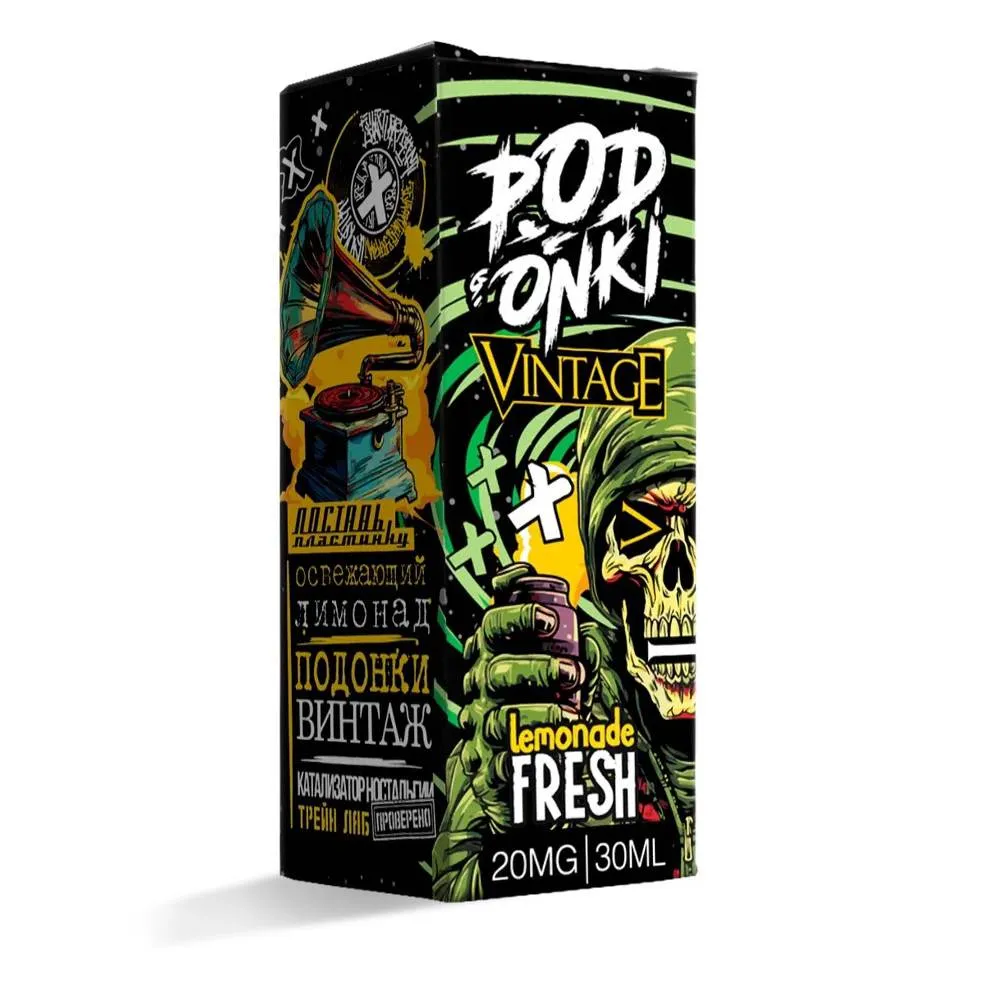 POD
ONKI
VINTAGE
lemonade
FRESH
20MG|30ML
ПОСТАВЬ
пластинку
освежающий
лимонад
ПОДОНКИ
ВИНТАЖ
КАТАЛИЗАТОР НОСТАЛЬГИИ
ТРЕЙН ЛАБ ПРОВЕРЕНО